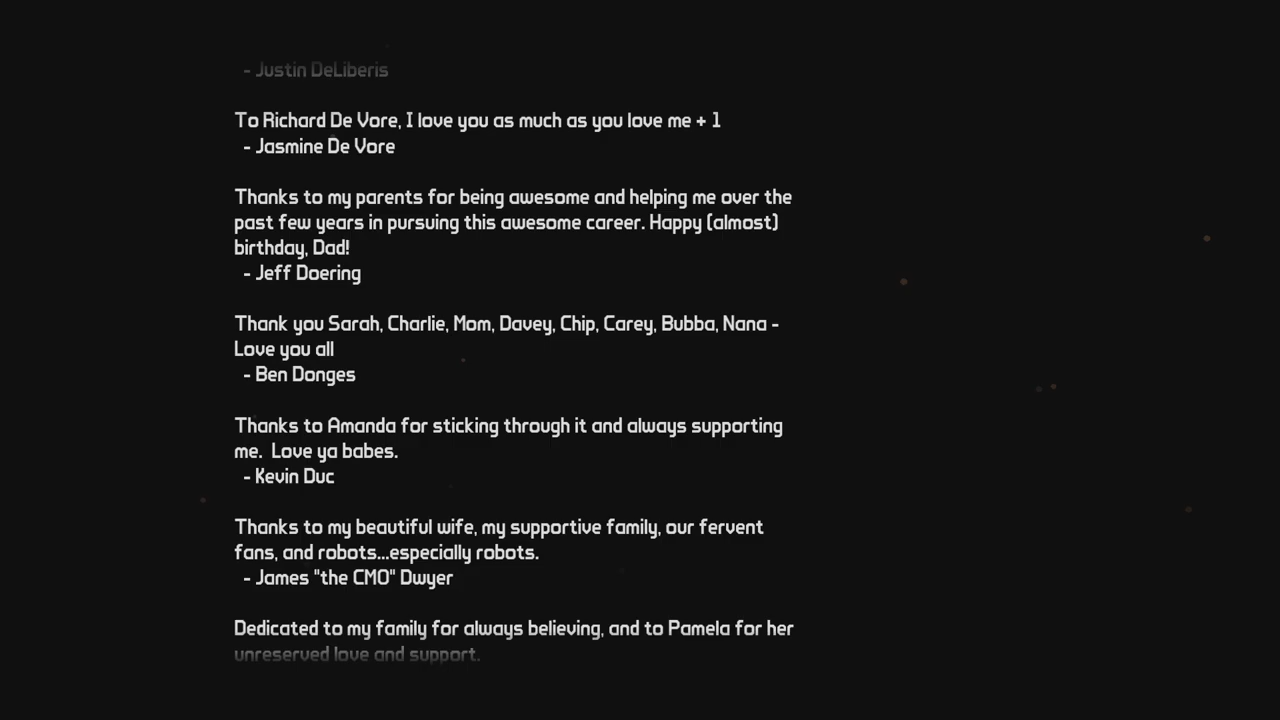 - Justin DeLiberis
To Richard De Vore, I love you as much as you love me + 1
- Jasmine De Vore
Thanks to my parents for being awesome and helping me over the
past few years in pursuing this awesome career. Happy (almost)
birthday, Dad!
- Jeff Doering
Thank you Sarah, Charlie, Mom, Davey, Chip, Carey, Bubba, Nana -
Love you all
- Ben Donges
Thanks to Amanda for sticking through it and always supporting
me.  Love ya babes.
- Kevin Duc
Thanks to my beautiful wife, my supportive family, our fervent
fans, and robots...especially robots.
- James "the CMO" Dwyer
Dedicated to my family for always believing, and to Pamela for her
unreserved love and support.